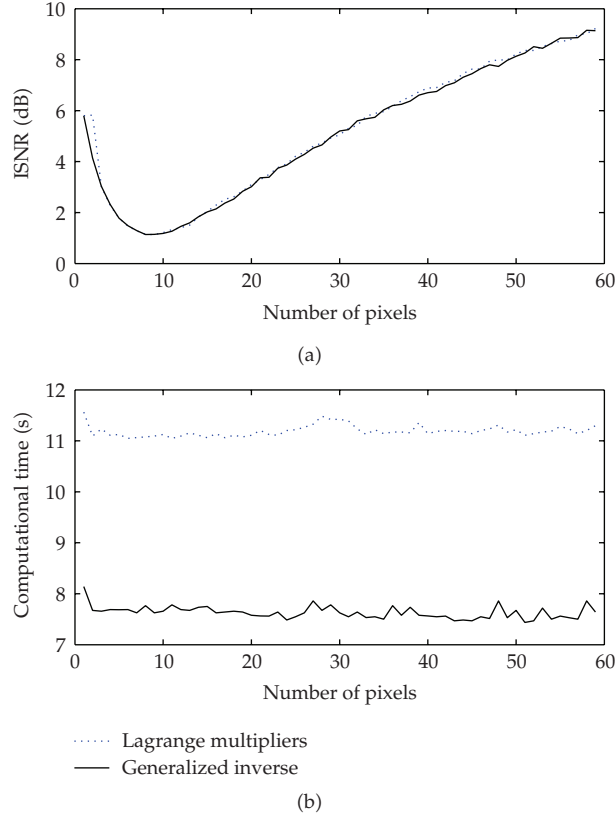 10
8
6
4
2
0
ISNR (dB)
0 10 20 30 40 50 60
Number of pixels
(a)
12
11
10
9
8
7
Computational time (s)
0 10 20 30 40 50 60
Number of pixels
Lagrange multipliers
Generalized inverse
(b)